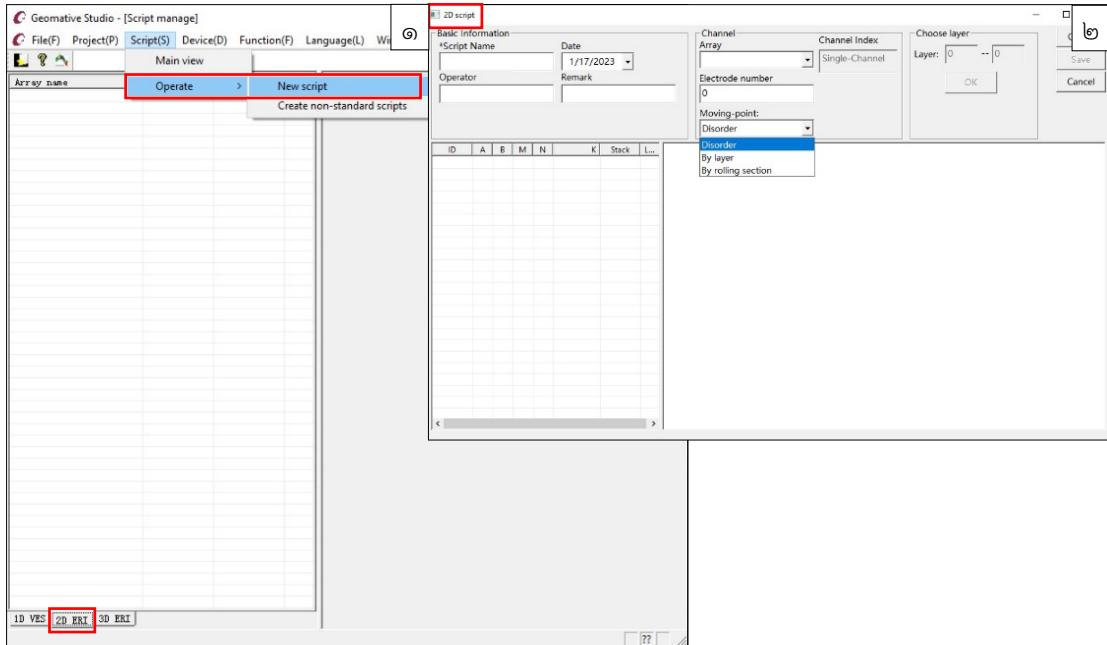 Geomative Studio - [Script manage]
File(F) Project(P) Script(S) Device(D) Function(F) Language(L) Wi
๑
Main view
Array name
Operate >
New script
Create non-standard scripts
1D VES 2D ERI 3D ERI
??
2D script
๒
Basic Information
*Script Name
Date
1/17/2023
Operator
Remark
Channel
Array
Channel Index
Single-Channel
Electrode number
0
Moving-point:
Disorder
Disorder
By layer
By rolling section
Choose layer
Layer: 0 -- 0
OK
Save
Cancel
ID A B M N K Stack L...